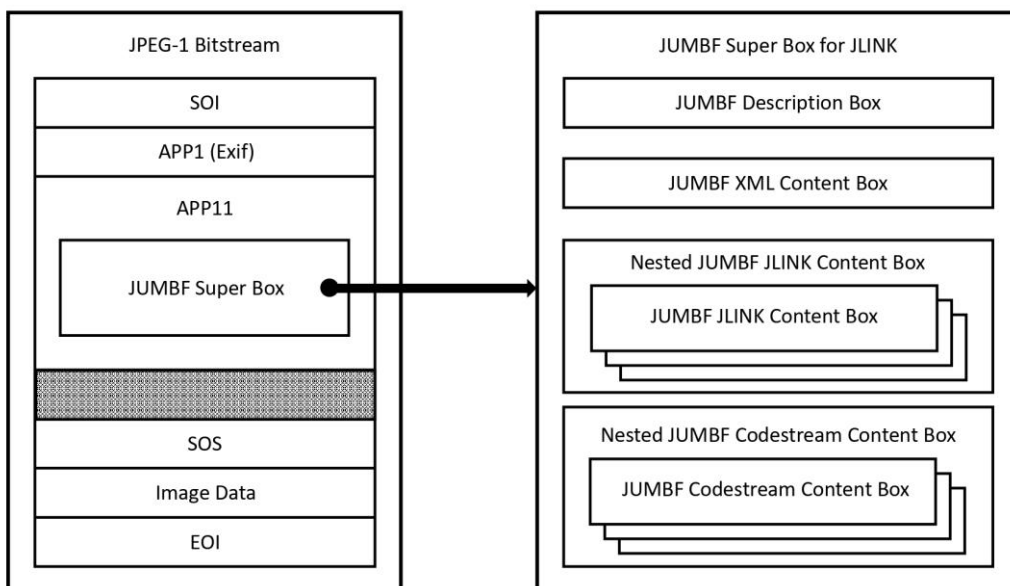 JPEG-1 Bitstream
SOI
APP1 (Exif)
APP11
JUMBF Super Box
SOS
Image Data
EOI
JUMBF Super Box for JLINK
JUMBF Description Box
JUMBF XML Content Box
Nested JUMBF JLINK Content Box
JUMBF JLINK Content Box
Nested JUMBF Codestream Content Box
JUMBF Codestream Content Box